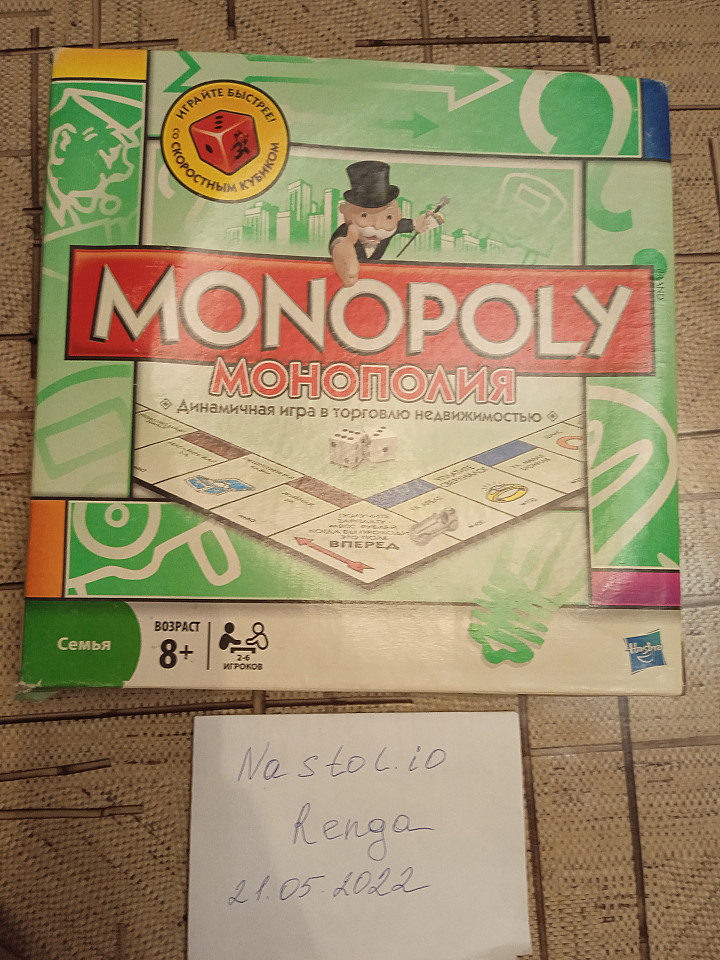 ИГРАЙТЕ БЫСТРЕЕ!
СО СКОРОСТНЫМ КУБИКОМ
MONOPOLY
МОНОПОЛИЯ
Динамичная игра в торговлю недвижимостью
ВПЕРЕД
Семья
ВОЗРАСТ
8+
2-6
ИГРОКОВ
Hasbro
Nastol.io
Renga
21.05.2022